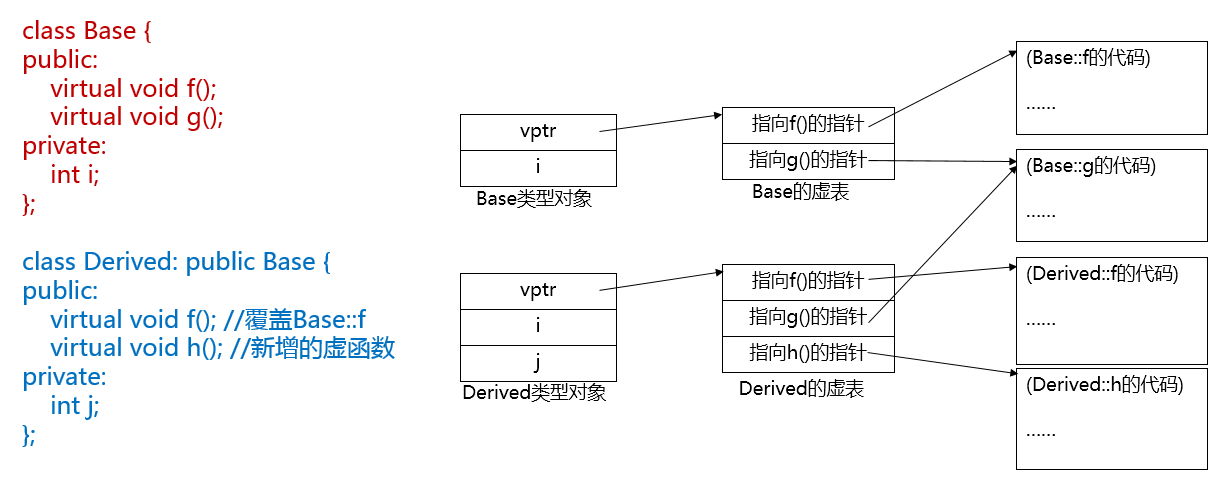 class Base {
public:
virtual void f();
virtual void g();
private:
int i;
};
class Derived: public Base {
public:
virtual void f(); //覆盖Base::f
virtual void h(); //新增的虚函数
private:
int j;
};
vptr
i
Base类型对象
指向f()的指针
指向g()的指针
Base的虚表
(Base::f的代码)
......
(Base::g的代码)
......
vptr
i
j
Derived类型对象
指向f()的指针
指向g()的指针
指向h()的指针
Derived的虚表
(Derived::f的代码)
......
(Derived::h的代码)
......